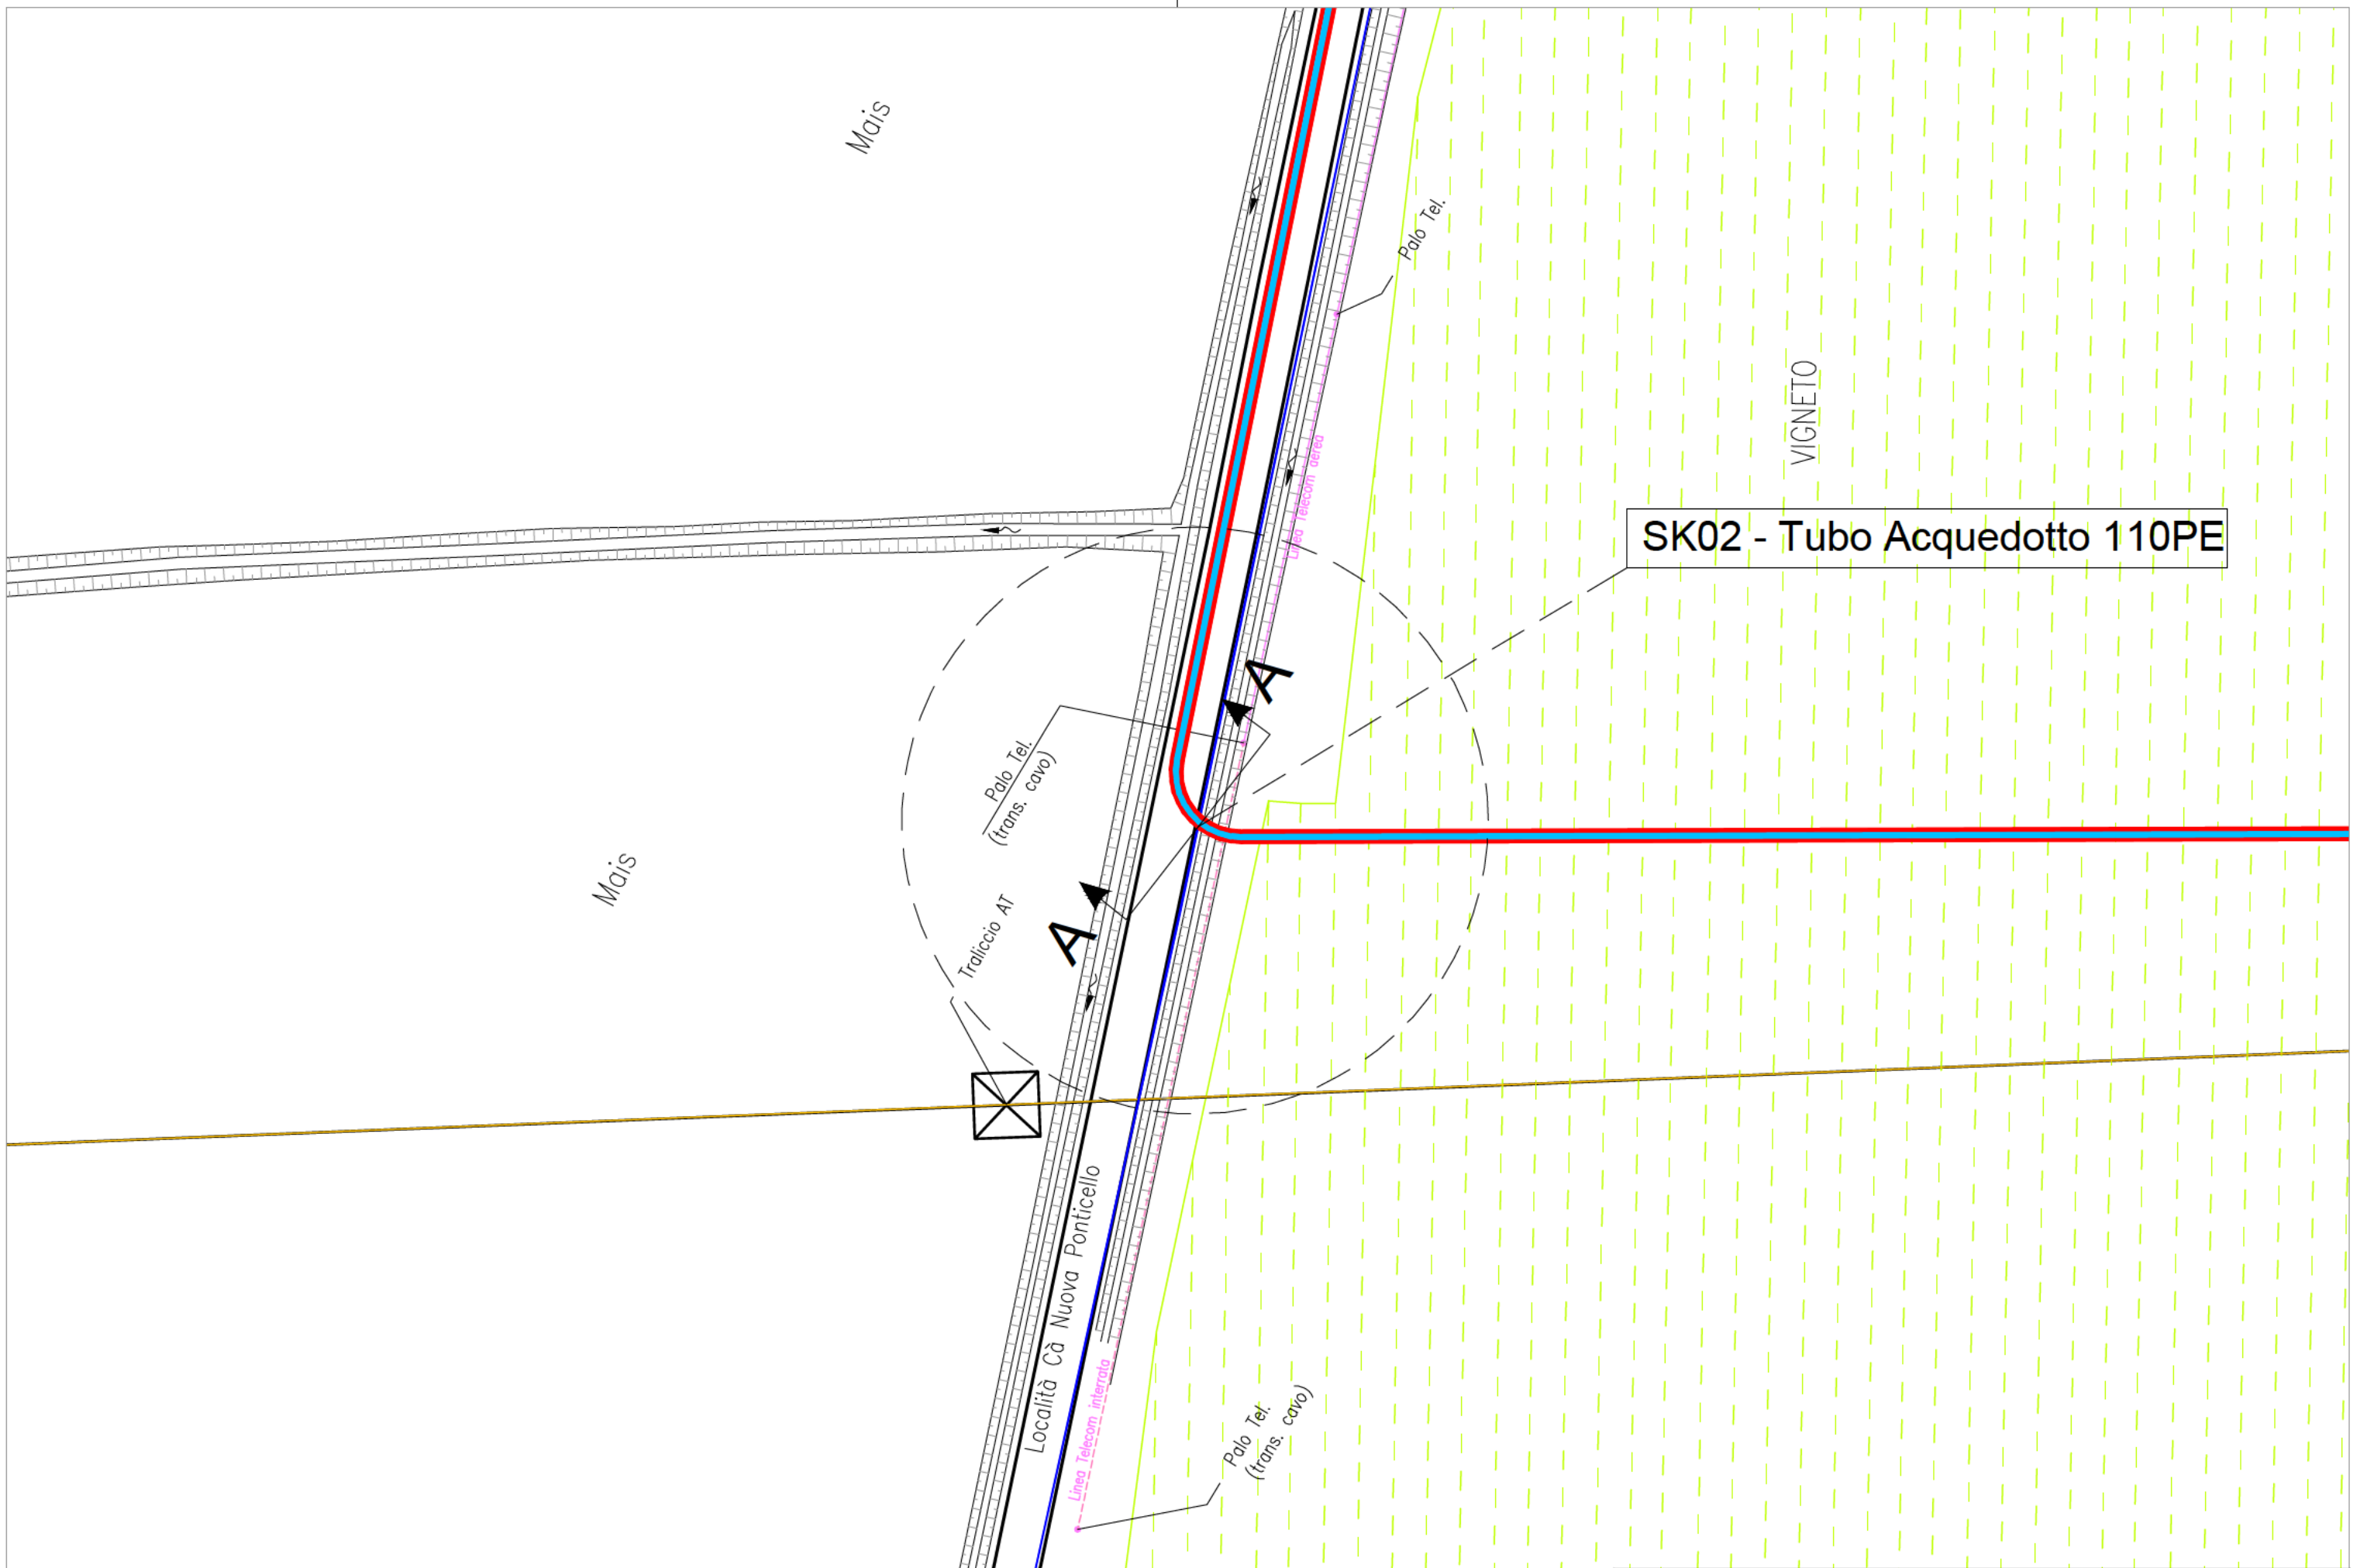 Mais
Palo Tel.
VIGNETO
Linea Telecom aerea
SK02 - Tubo Acquedotto 110PE
A
Palo Tel.
(trans. cavo)
Mais
A
Traliccio AT
Località Cà Nuova Ponticello
Linea Telecom interrata
Palo Tel.
(trans. cavo)